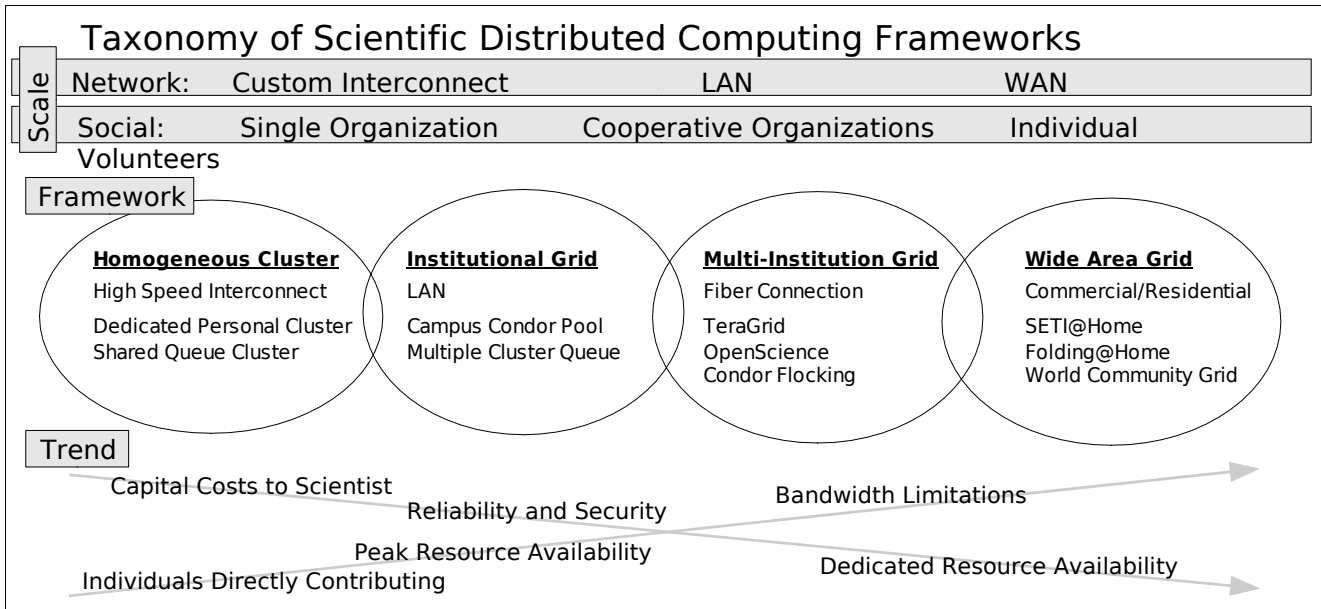 Taxonomy of Scientific Distributed Computing Frameworks
Scale
Network: Custom Interconnect LAN WAN
Social: Single Organization Cooperative Organizations Individual
Volunteers
Framework
Homogeneous Cluster
High Speed Interconnect
Dedicated Personal Cluster
Shared Queue Cluster
Institutional Grid
LAN
Campus Condor Pool
Multiple Cluster Queue
Multi-Institution Grid
Fiber Connection
TeraGrid
OpenScience
Condor Flocking
Wide Area Grid
Commercial/Residential
SETI@Home
Folding@Home
World Community Grid
Trend
Capital Costs to Scientist
Reliability and Security
Bandwidth Limitations
Peak Resource Availability
Individuals Directly Contributing
Dedicated Resource Availability